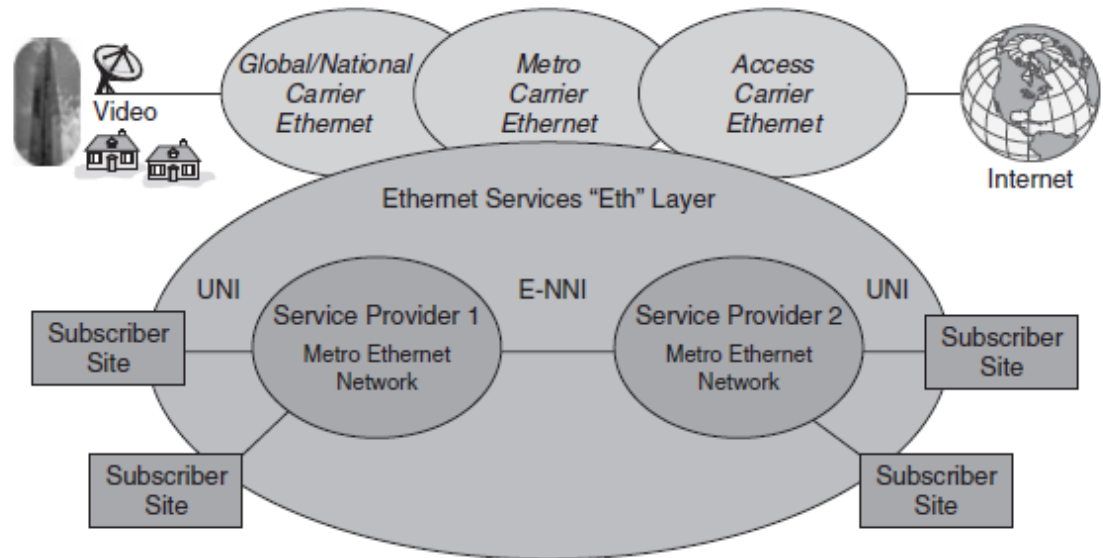 Global/National
Carrier
Ethernet
Metro
Carrier
Ethernet
Access
Carrier
Ethernet
Video
Internet
Ethernet Services “Eth” Layer
UNI
E-NNI
UNI
Service Provider 1
Metro Ethernet
Network
Service Provider 2
Metro Ethernet
Network
Subscriber
Site
Subscriber
Site
Subscriber
Site
Subscriber
Site